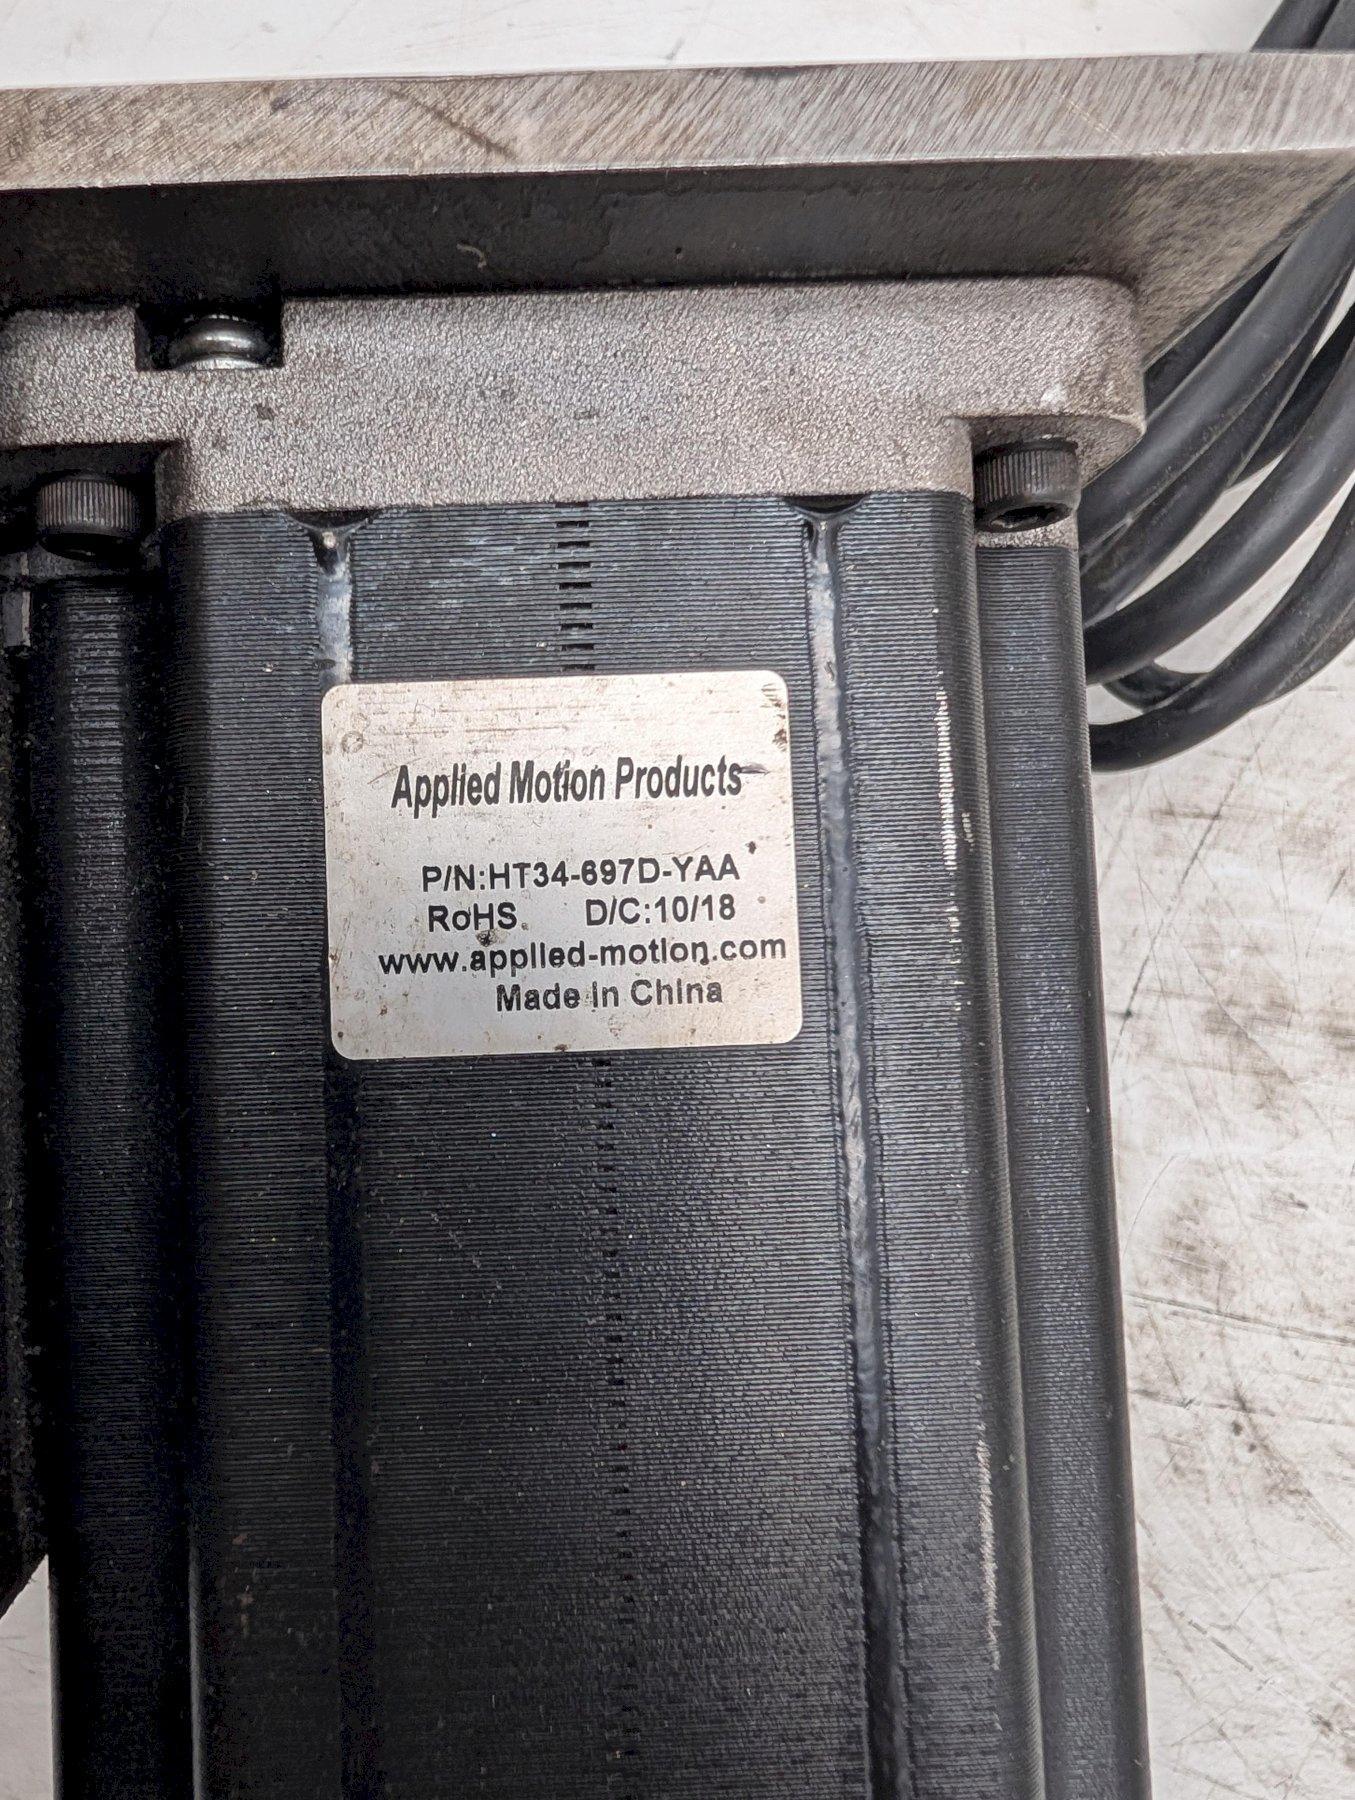 Applied Motion Products
P/N:HT34-697D-YAA
RoHS D/C:10/18
www.applied-motion.com
Made in China